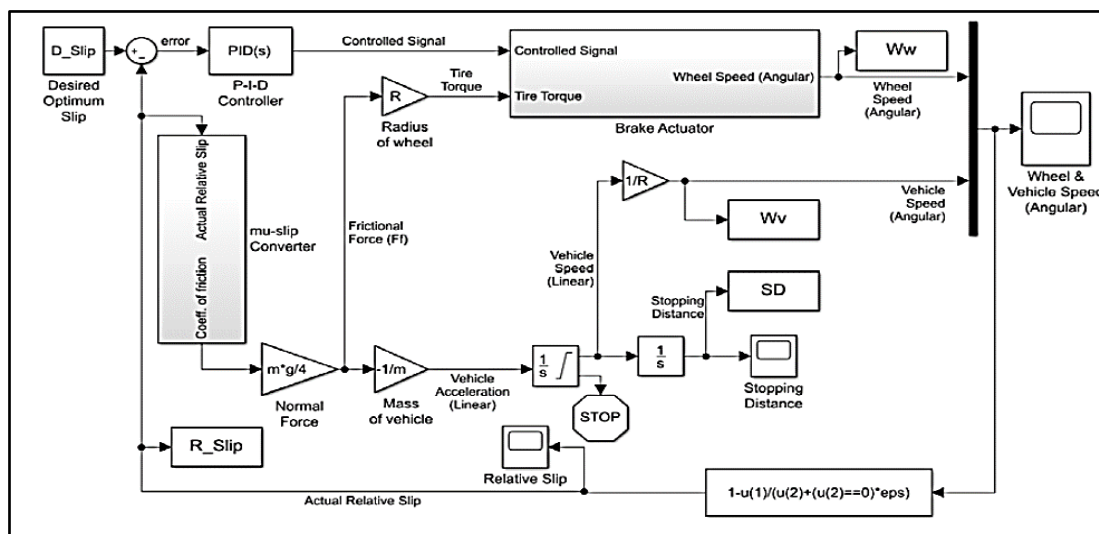 D_Slip
Desired
Optimum
Slip
+
-
error
PID(s)
P-I-D
Controller
Controlled Signal
Controlled Signal
Wheel Speed (Angular)
Tire Torque
Brake Actuator
Tire
Torque
R
Radius
of wheel
Ww
Wheel
Speed
(Angular)
Wheel &
Vehicle Speed
(Angular)
Actual Relative Slip
Coeff. of friction
mu-slip
Converter
Frictional
Force (Ff)
1/R
Vehicle
Speed
(Angular)
Wv
Vehicle
Speed
(Linear)
SD
Stopping
Distance
m*g/4
Normal
Force
-1/m
Mass
of vehicle
Vehicle
Acceleration
(Linear)
1
s
1
s
STOP
Stopping
Distance
R_Slip
Relative Slip
Actual Relative Slip
1-u(1)/(u(2)+(u(2)==0)*eps)